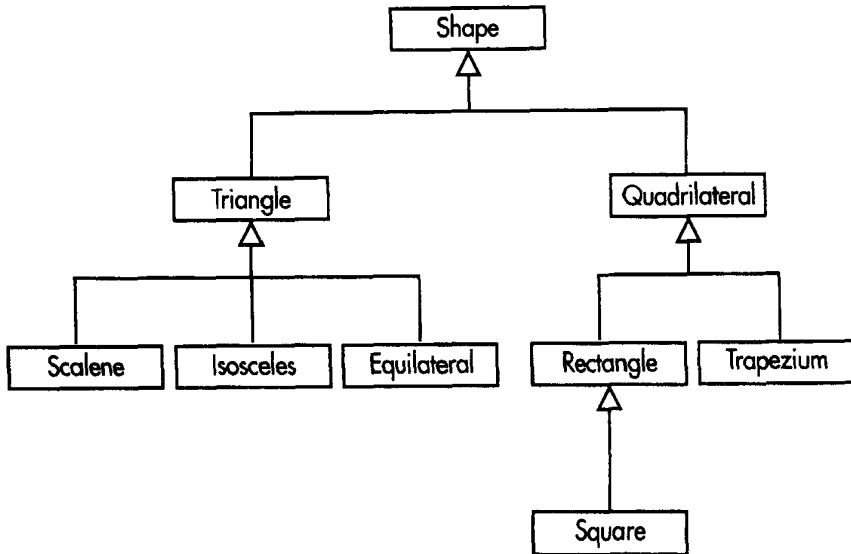 Shape
Triangle
Quadrilateral
Scalene
Isosceles
Equilateral
Rectangle
Trapezium
Square